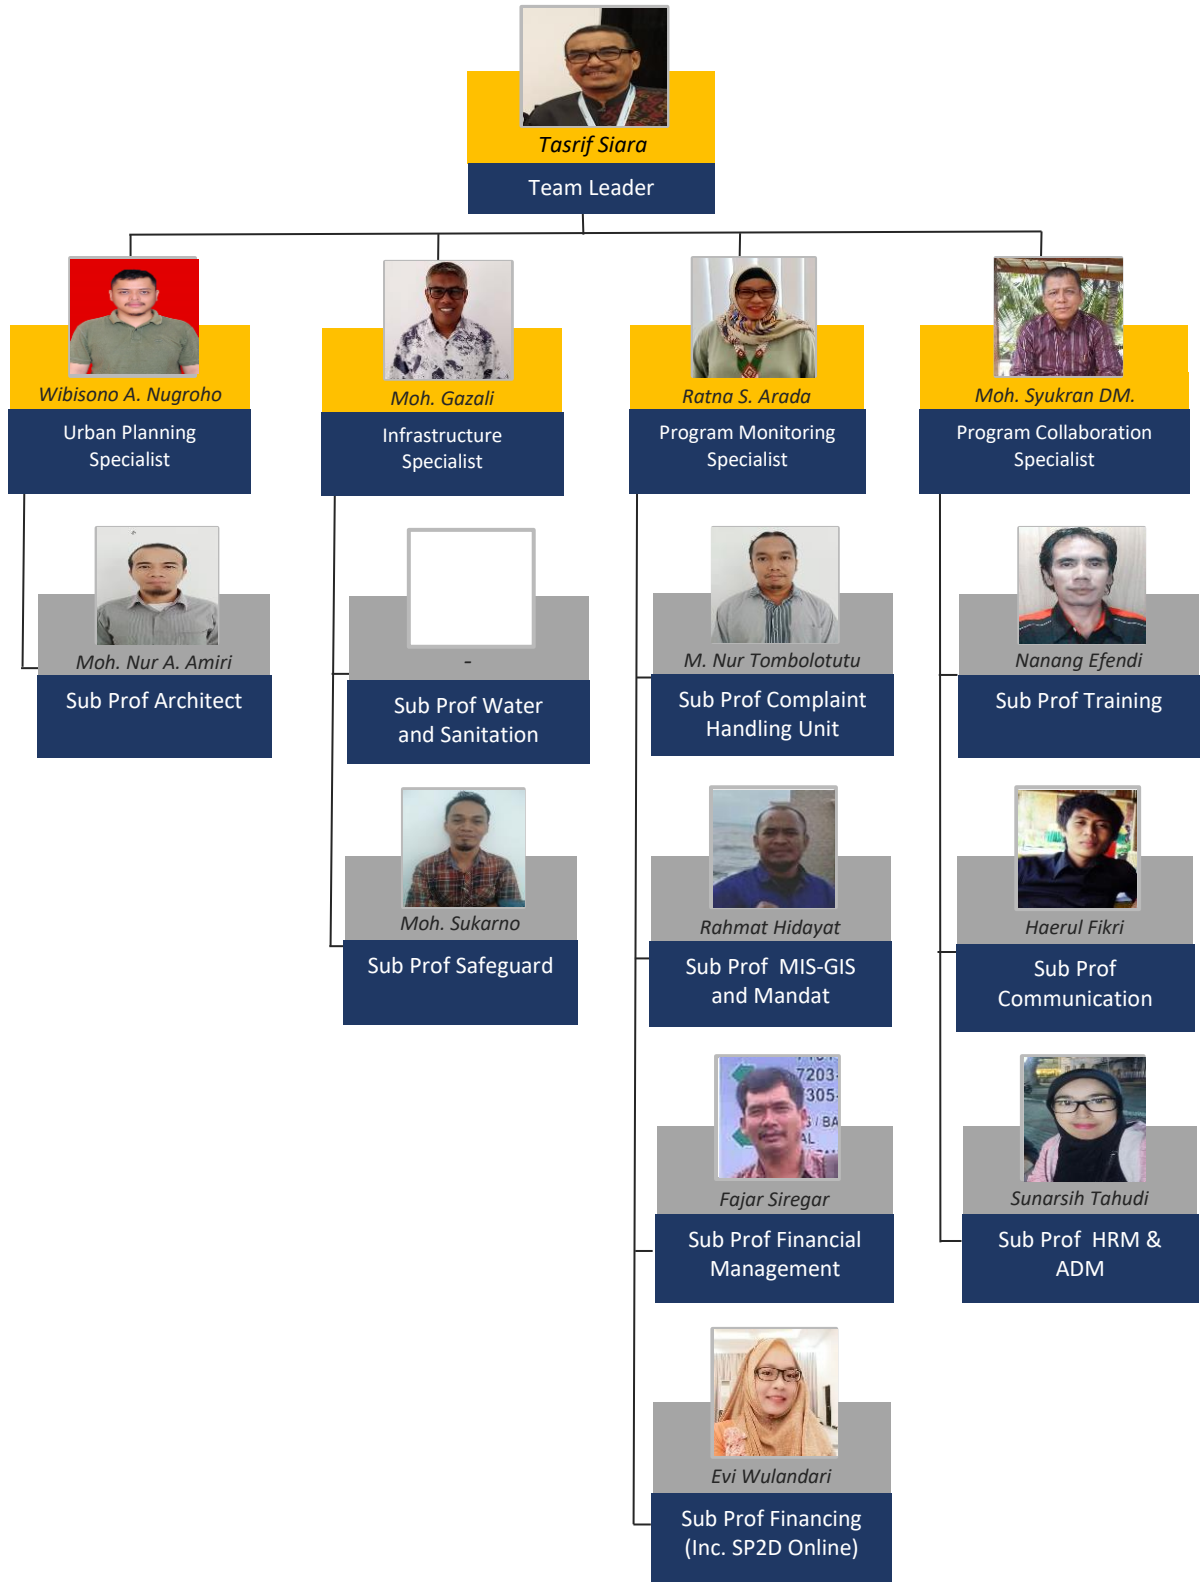 Tasrif Siara
Team Leader
Wibisono A. Nugroho
Urban Planning
Specialist
Moh. Gazali
Infrastructure
Specialist
Ratna S. Arada
Program Monitoring
Specialist
Moh. Syukran DM.
Program Collaboration
Specialist
Moh. Nur A. Amiri
Sub Prof Architect
-
Sub Prof Water
and Sanitation
Moh. Sukarno
Sub Prof Safeguard
M. Nur Tombolotutu
Sub Prof Complaint
Handling Unit
Rahmat Hidayat
Sub Prof MIS-GIS
and Mandat
7203-
305-
Fajar Siregar
Sub Prof Financial
Management
Evi Wulandari
Sub Prof Financing
(Inc. SP2D Online)
Nanang Efendi
Sub Prof Training
Haerul Fikri
Sub Prof
Communication
Sunarsih Tahudi
Sub Prof HRM &
ADM